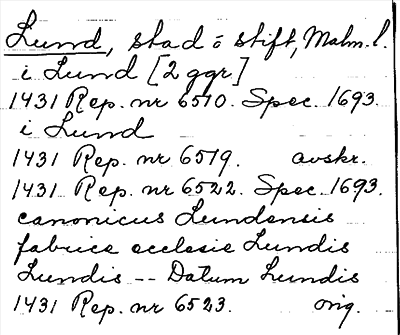 Lund, stad o stift, Malm. l.
i Lund [2 ggr]
1431 Rep. nr 6510. Spec. 1693.
i Lund
1431 Rep. nr 6519. avskr.
1431 Rep. nr 6522. Spec. 1693.
canonicus Lundensis
fabrice ecclesie Lundis
Lundis -- Datum Lundis
1431 Rep. nr 6523. orig.